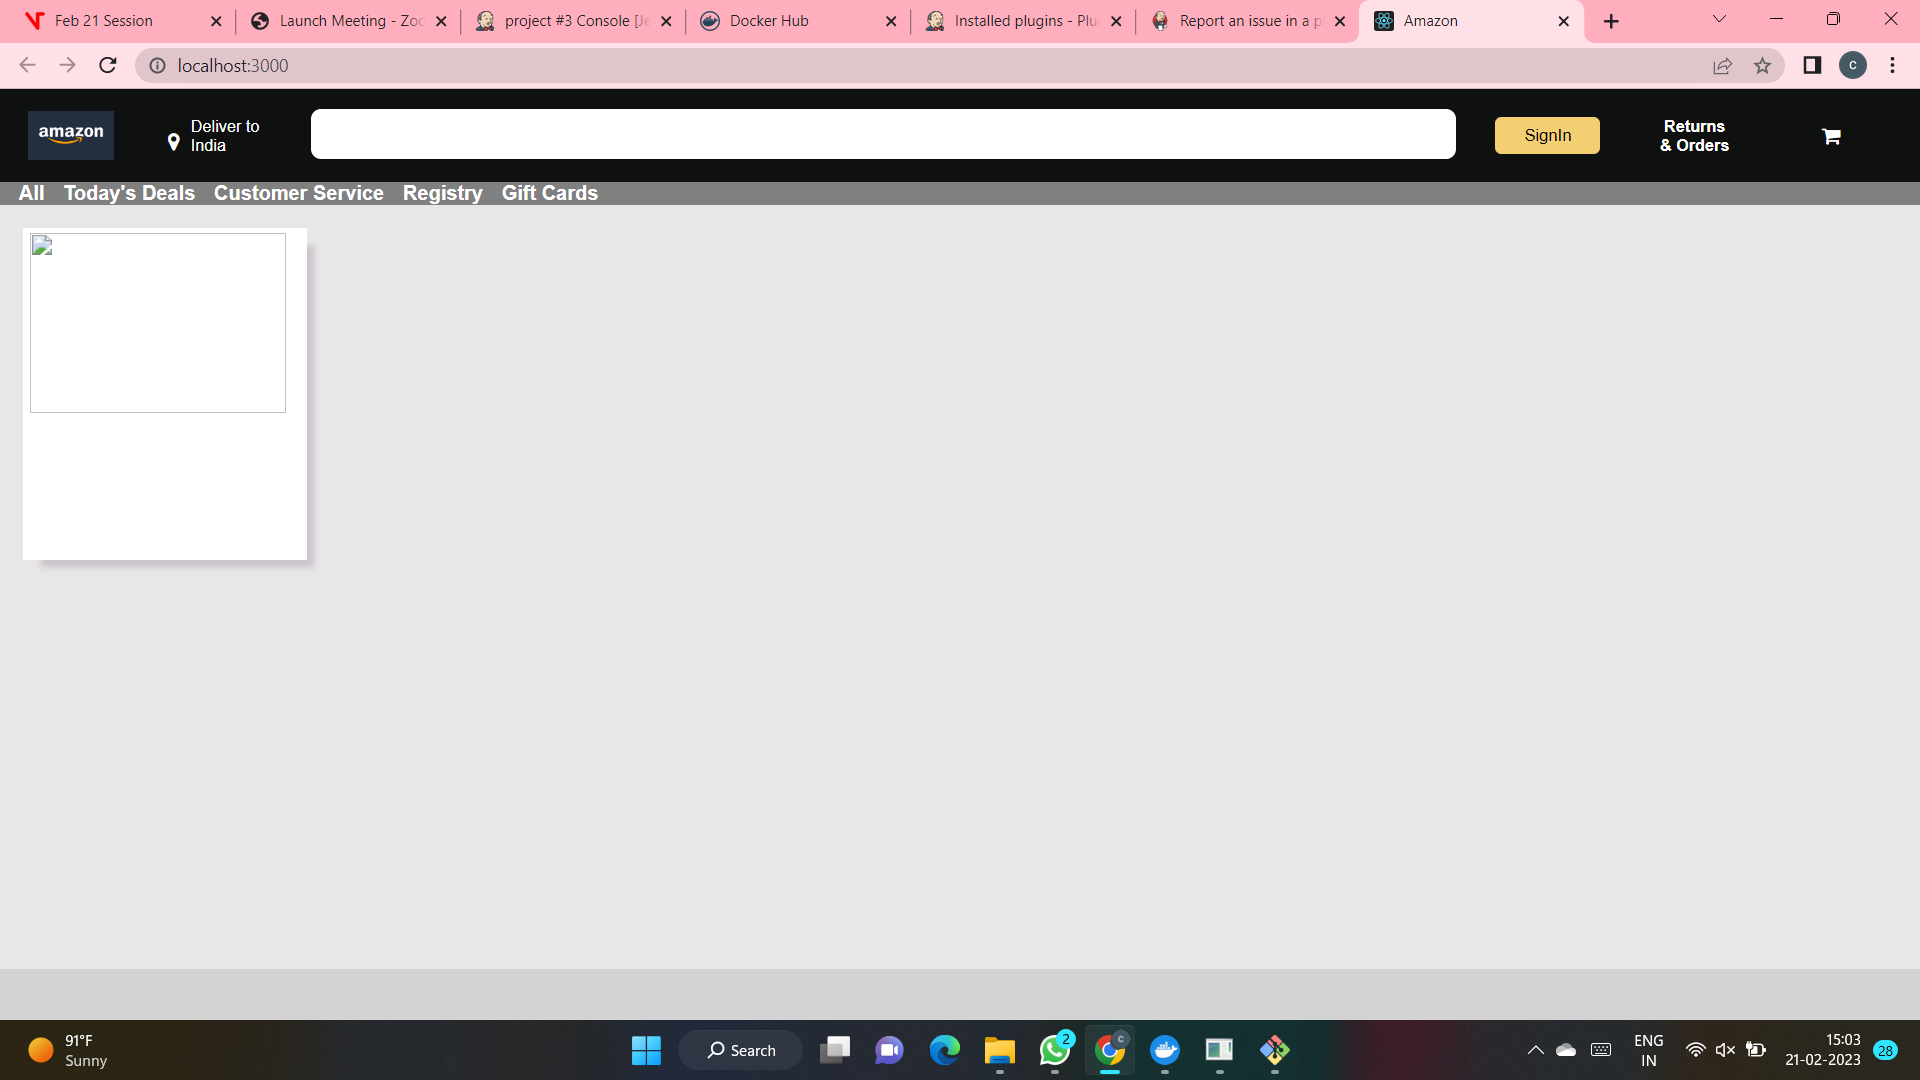 Feb 21 Session
Launch Meeting - Zoo
project #3 Console [Je
Docker Hub
Installed plugins - Plu
Report an issue in a p
Amazon
localhost:3000
C
amazon
Deliver to
India
SignIn
Returns
& Orders
All Today's Deals Customer Service Registry Gift Cards
91°F
Sunny
Search
2
C
ENG
IN
15:03
21-02-2023
28